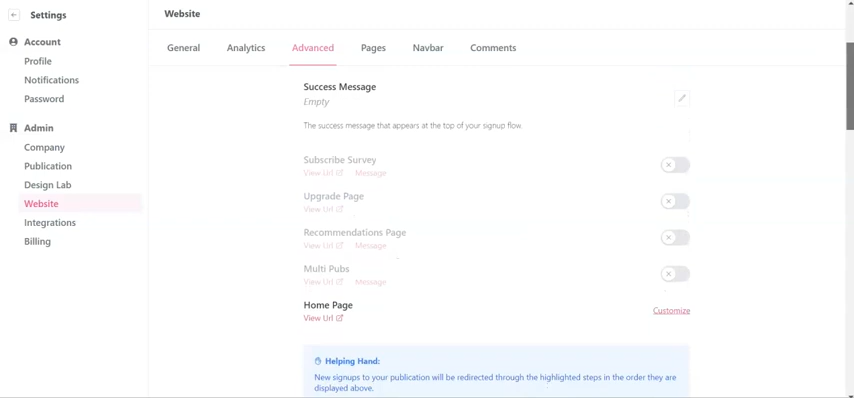 Settings
Account
Profile
Notifications
Password
Admin
Company
Publication
Design Lab
Website
Integrations
Billing
Website
General Analytics Advanced Pages Navbar Comments
Success Message
Empty
The success message that appears at the top of your signup flow.
Subscribe Survey
View Url Message
Upgrade Page
View Url
Recommendations Page
View Url Message
Multi Pubs
View Url Message
Home Page
View Url
Customize
Helping Hand:
New signups to your publication will be redirected through the highlighted steps in the order they are
displayed above.